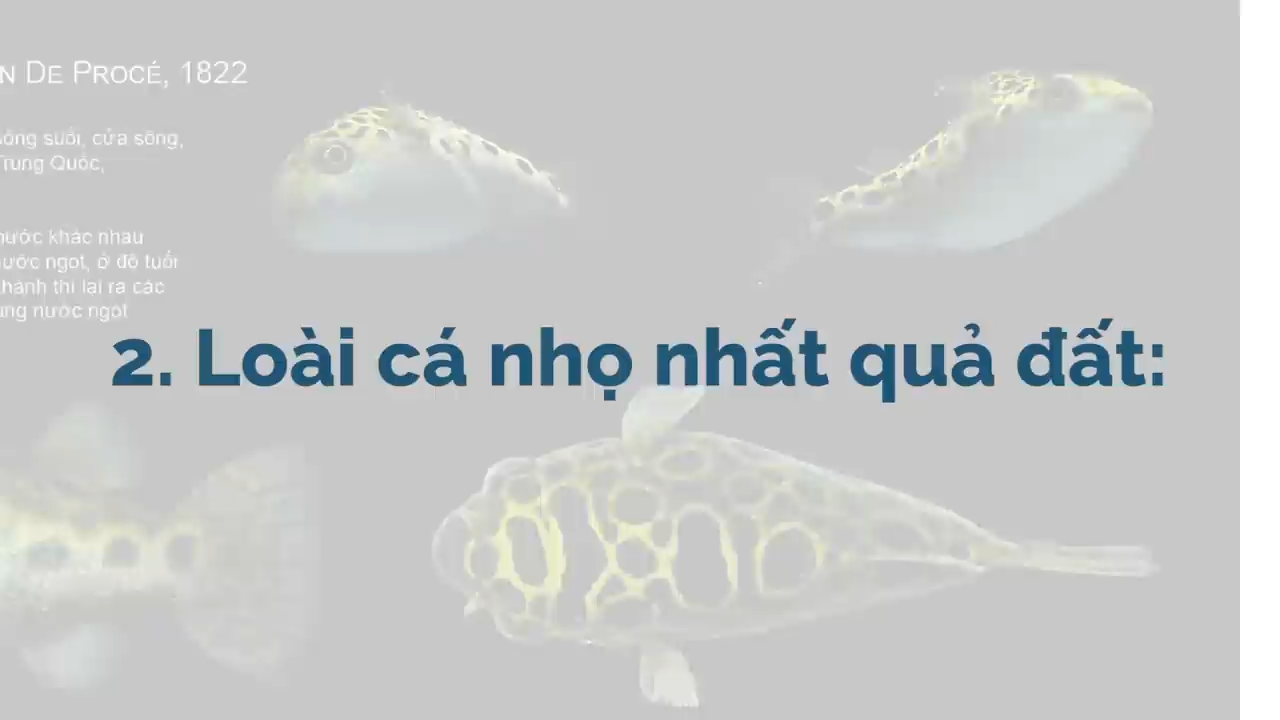 N DE PROCÉ, 1822
sông suối, cửa sông,
Trung Quốc,
nước khác nhau
nước ngọt, ở độ tuổi
thành thì lại ra các
ung nước ngọt
2. Loài cá nhọ nhất quả đất: